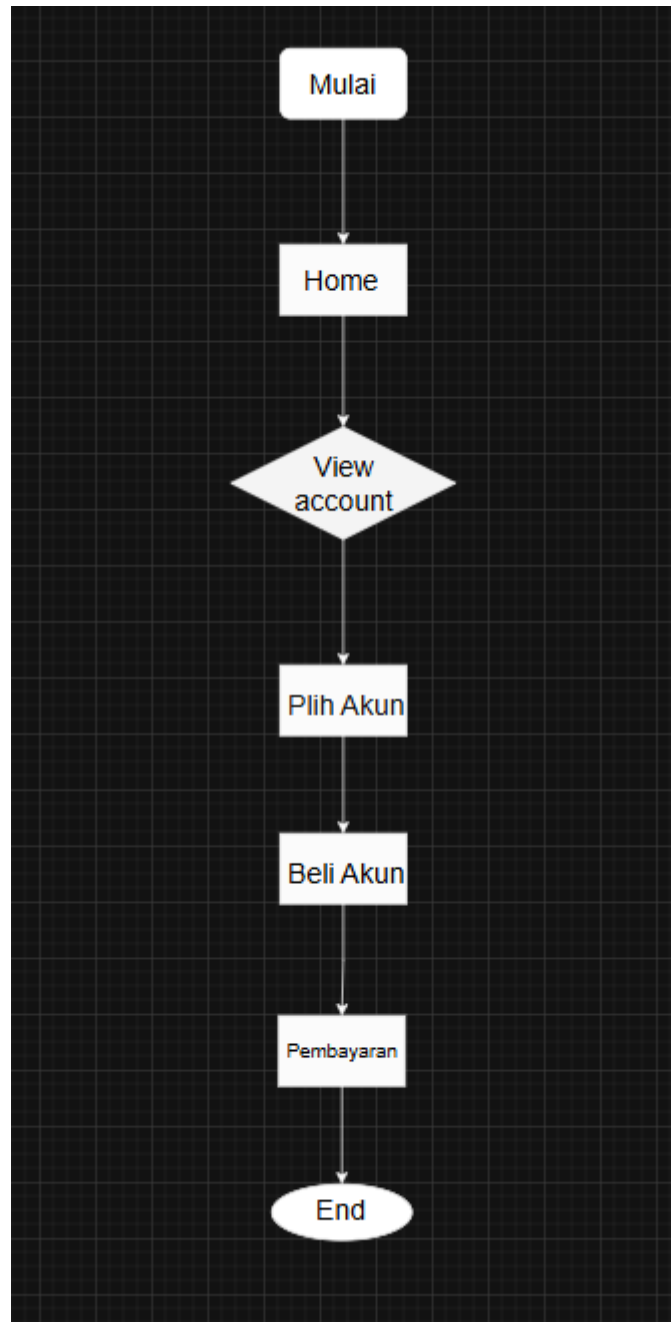 Mulai
Home
View
account
Plih Akun
Beli Akun
Pembayaran
End